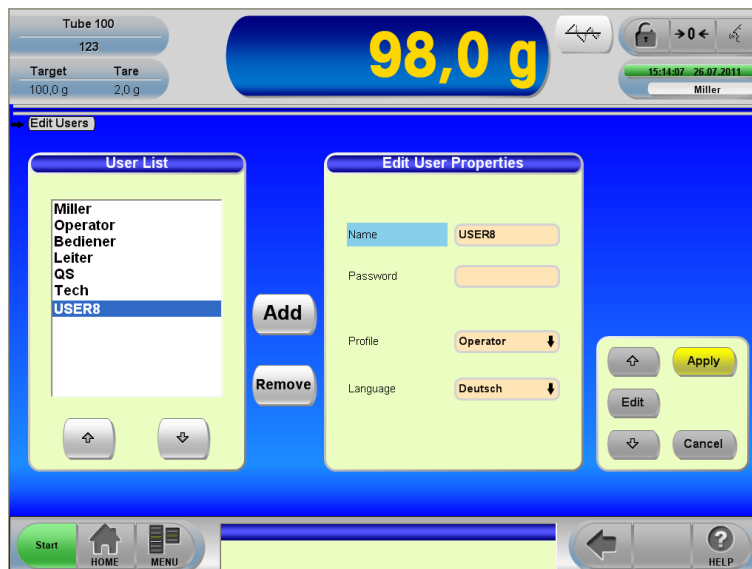 Tube 100
123
Target Tare
100,0 g 2,0 g
98,0 g
→0←
15:14:07 26.07.2011
Miller
Edit Users
User List
Miller
Operator
Bediener
Leiter
QS
Tech
USER8
Add
Remove
Edit User Properties
Name USER8
Password
Profile Operator
Language Deutsch
Apply
Edit
Cancel
Start
HOME
MENU
HELP